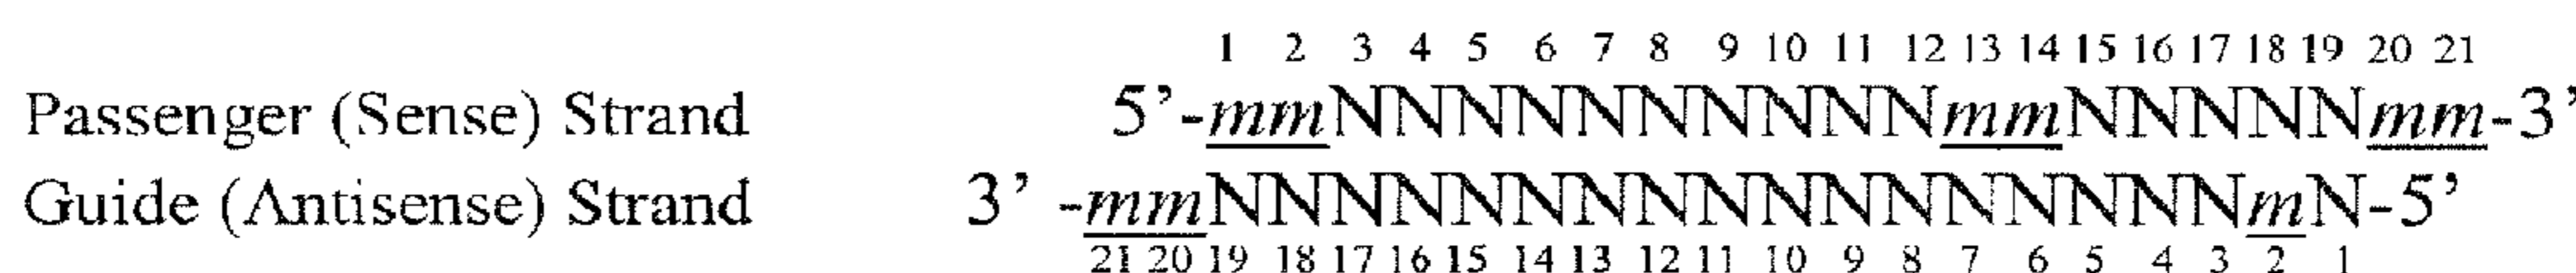 1 2 3 4 5 6 7 8 9 10 11 12 13 14 15 16 17 18 19 20 21
Passenger (Sense) Strand 5’-mmNNNNNNNNNNmmNNNNNmm-3’
Guide (Antisense) Strand 3’ -mmNNNNNNNNNNNNNNNNNmN-5’
21 20 19 18 17 16 15 14 13 12 11 10 9 8 7 6 5 4 3 2 1